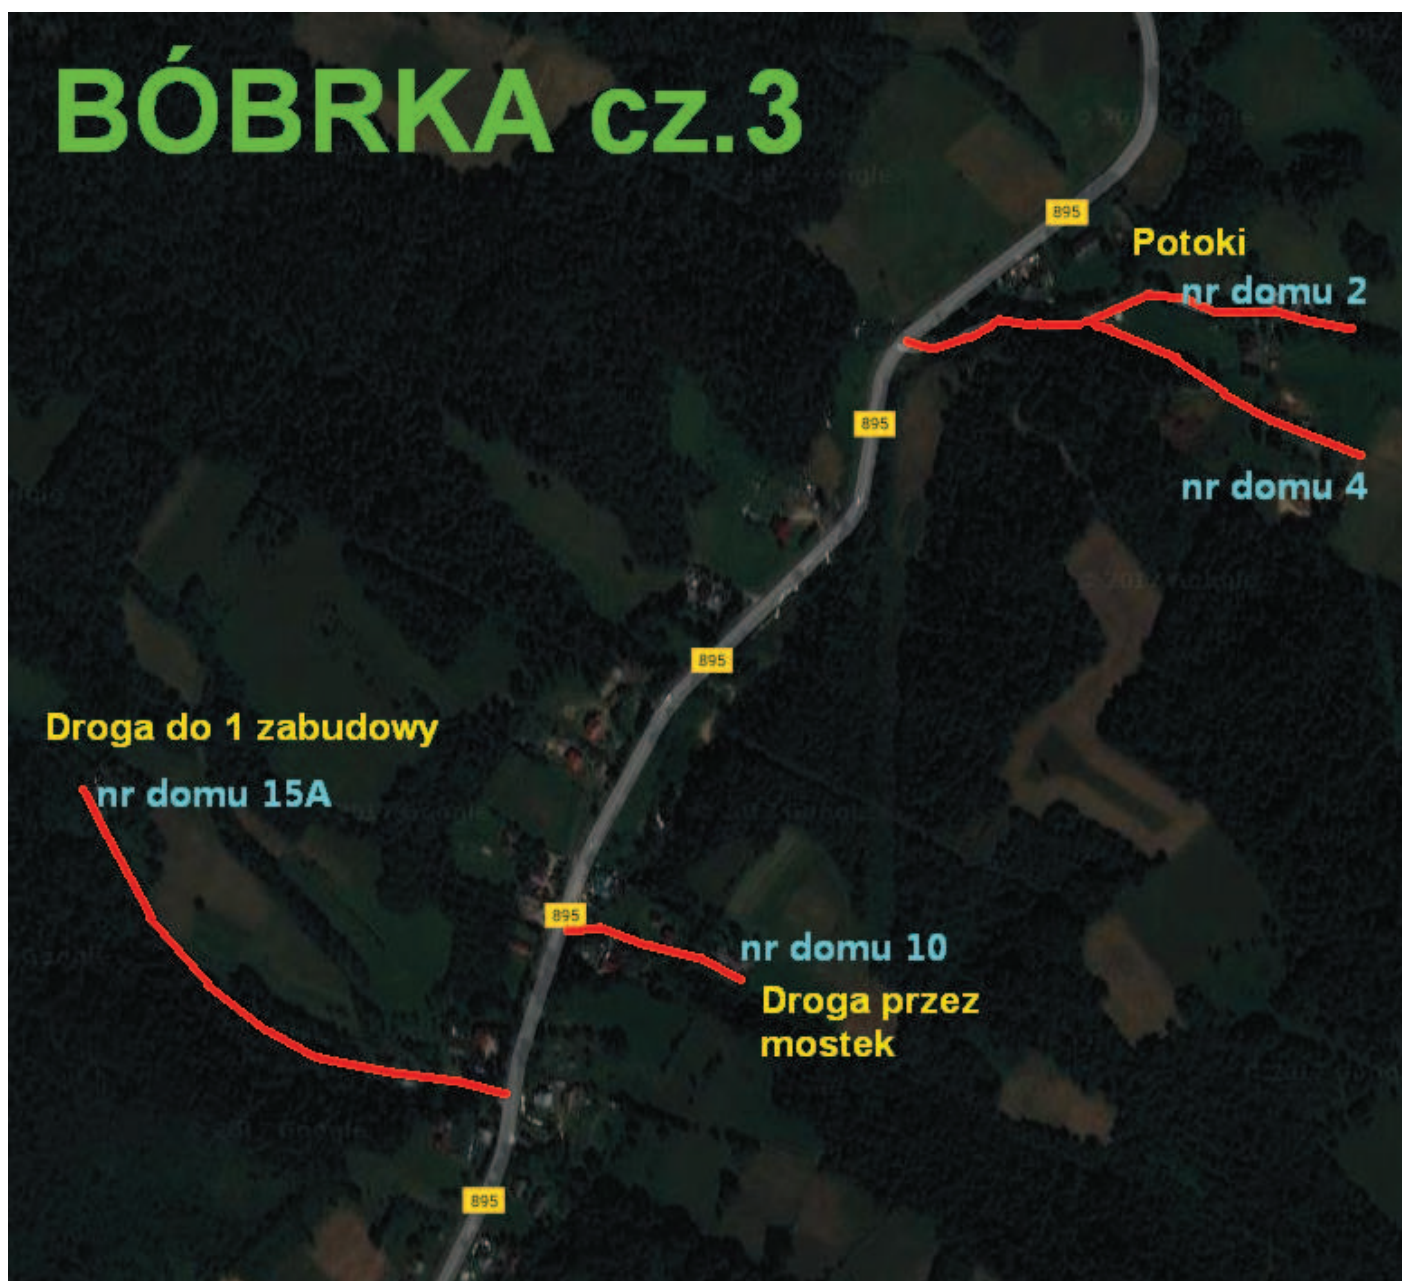 BÓBRKA cz.3
895
Potoki
nr domu 2
895
nr domu 4
895
Droga do 1 zabudowy
nr domu 15A
895
nr domu 10
Droga przez
mostek
895